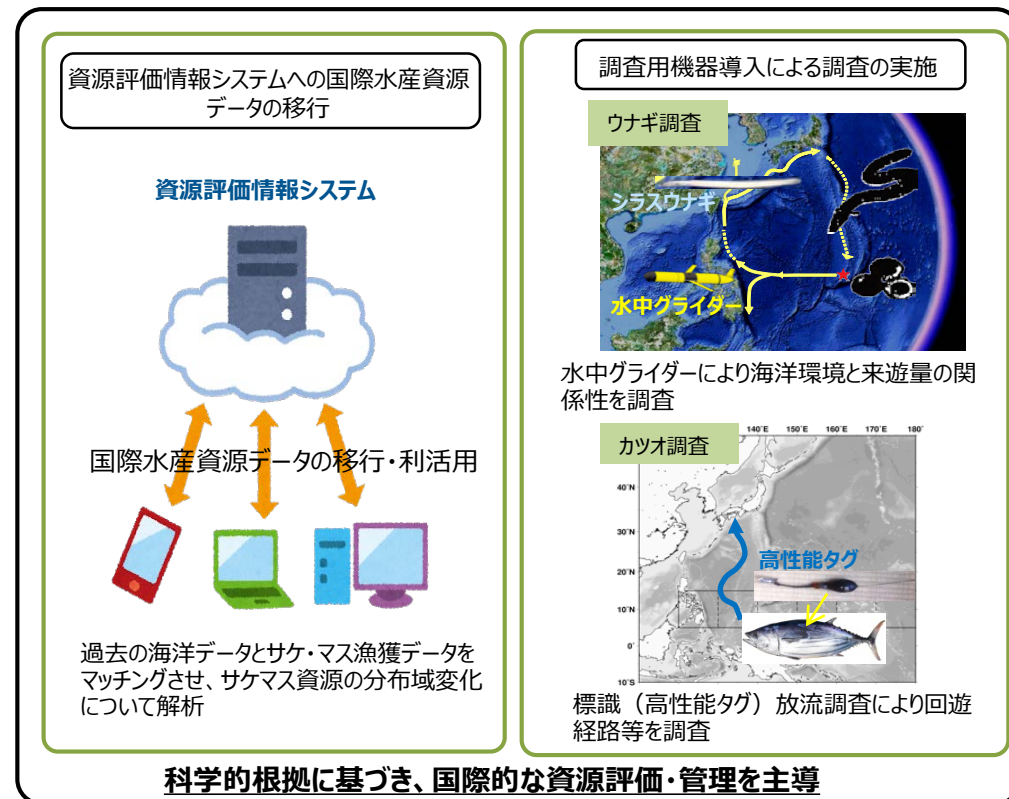 資源評価情報システムへの国際水産資源
データの移行
資源評価情報システム
国際水産資源データの移行・利活用
過去の海洋データとサケ・マス漁獲データを
マッチングさせ、サケマス資源の分布域変化
について解析
調査用機器導入による調査の実施
ウナギ調査
シラスウナギ
水中グライダー
水中グライダーにより海洋環境と来遊量の関
係性を調査
カツオ調査
140°E 150°E 160°E 170°E 180°
40°N
30°N
20°N
10°N
0°
10°S
高性能タグ
標識（高性能タグ）放流調査により回遊
経路等を調査
科学的根拠に基づき、国際的な資源評価・管理を主導